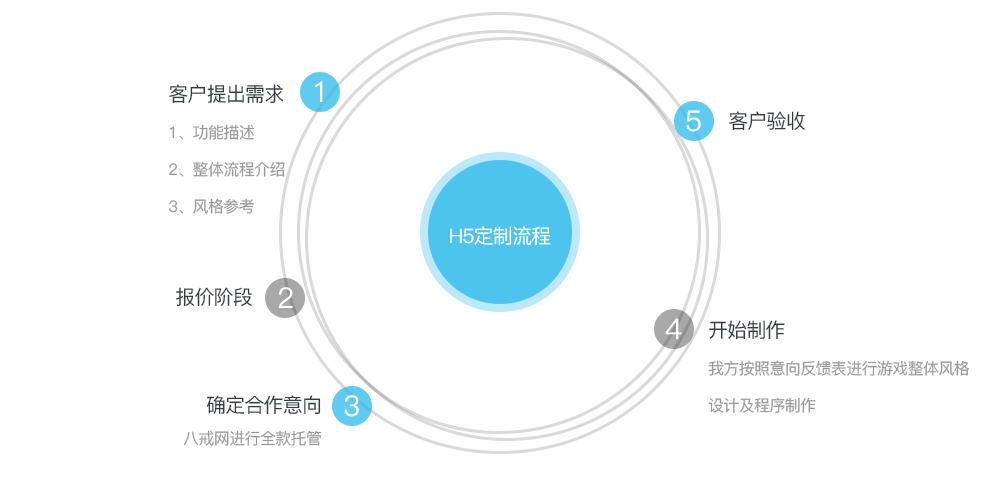 客户提出需求
1
1、功能描述
2、整体流程介绍
3、风格参考
报价阶段
2
确定合作意向
3
八戒网进行全款托管
H5定制流程
4
开始制作
我方按照意向反馈表进行游戏整体风格
设计及程序制作
5
客户验收